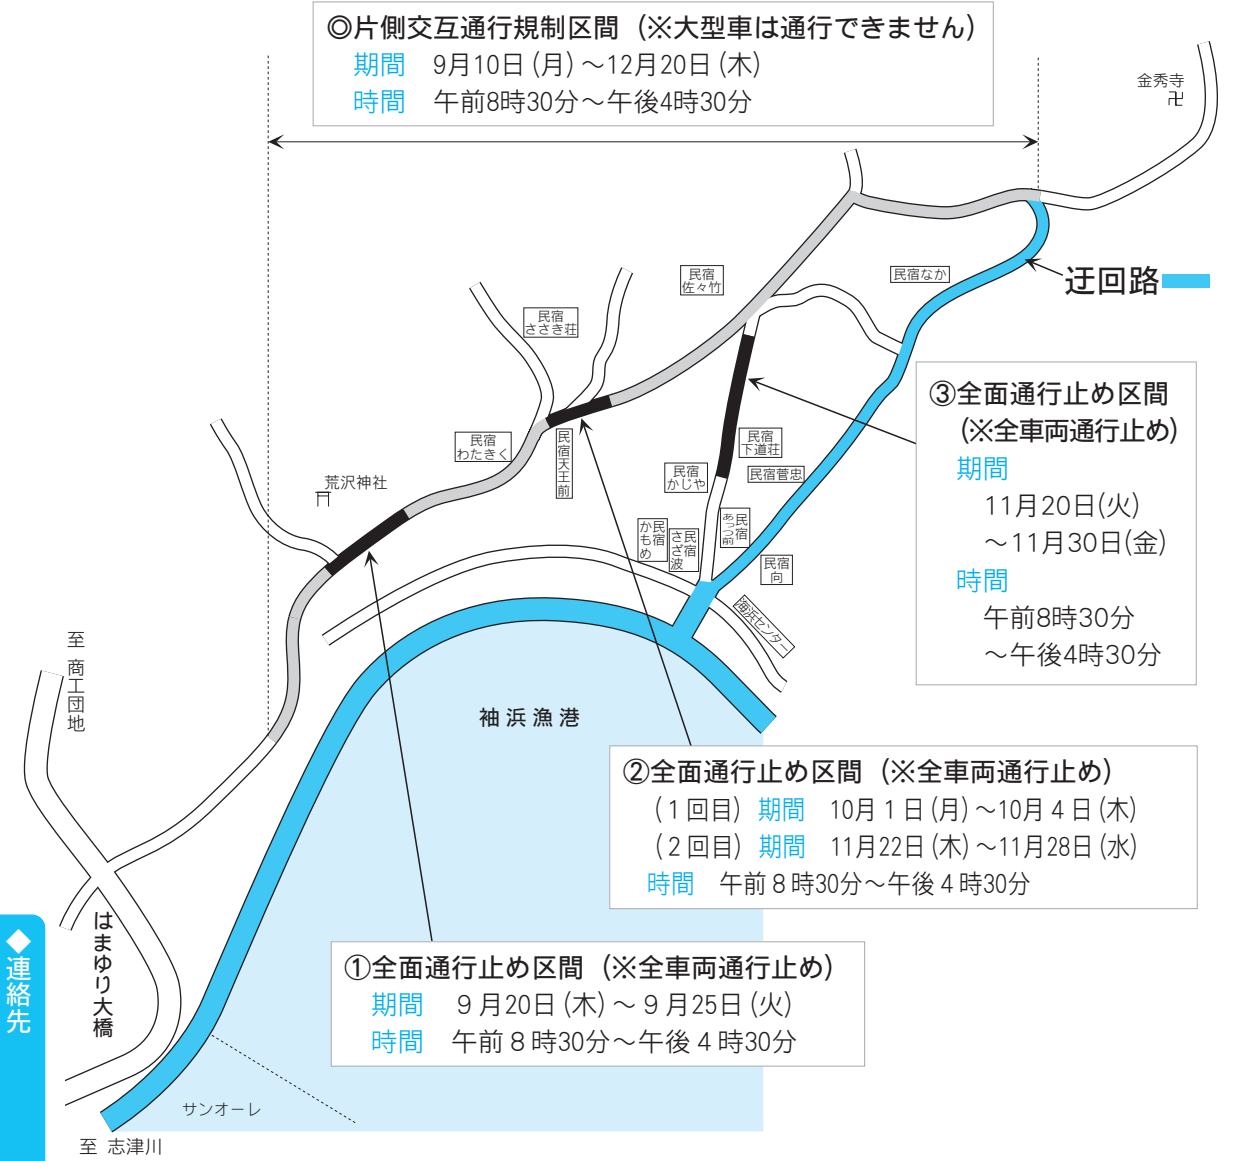 ◎片側交互通行規制区間（※大型車は通行できません）
期間　9月10日（月）～12月20日（木）
時間　午前8時30分～午後4時30分
金秀寺
卍
迂回路
民宿なか
民宿
佐々竹
民宿
ささき荘
③全面通行止め区間
（※全車両通行止め）
期間
11月20日(火)
～11月30日(金)
時間
午前8時30分
～午後4時30分
民宿
わたきく
民宿天王前
民宿
下道荘
民宿
かじや
民宿菅忠
荒沢神社
民宿
かもめ
民宿
さざ波
民宿
あっつ前
民宿
向
海浜センター
至 商工団地
袖浜漁港
②全面通行止め区間（※全車両通行止め）
（１回目）期間　10月１日（月）～10月４日（木）
（２回目）期間　11月22日（木）～11月28日（水）
時間　午前８時30分～午後４時30分
はまゆり大橋
◆連絡先
①全面通行止め区間（※全車両通行止め）
期間　９月20日（木）～９月25日（火）
時間　午前８時30分～午後４時30分
サンオーレ
至 志津川